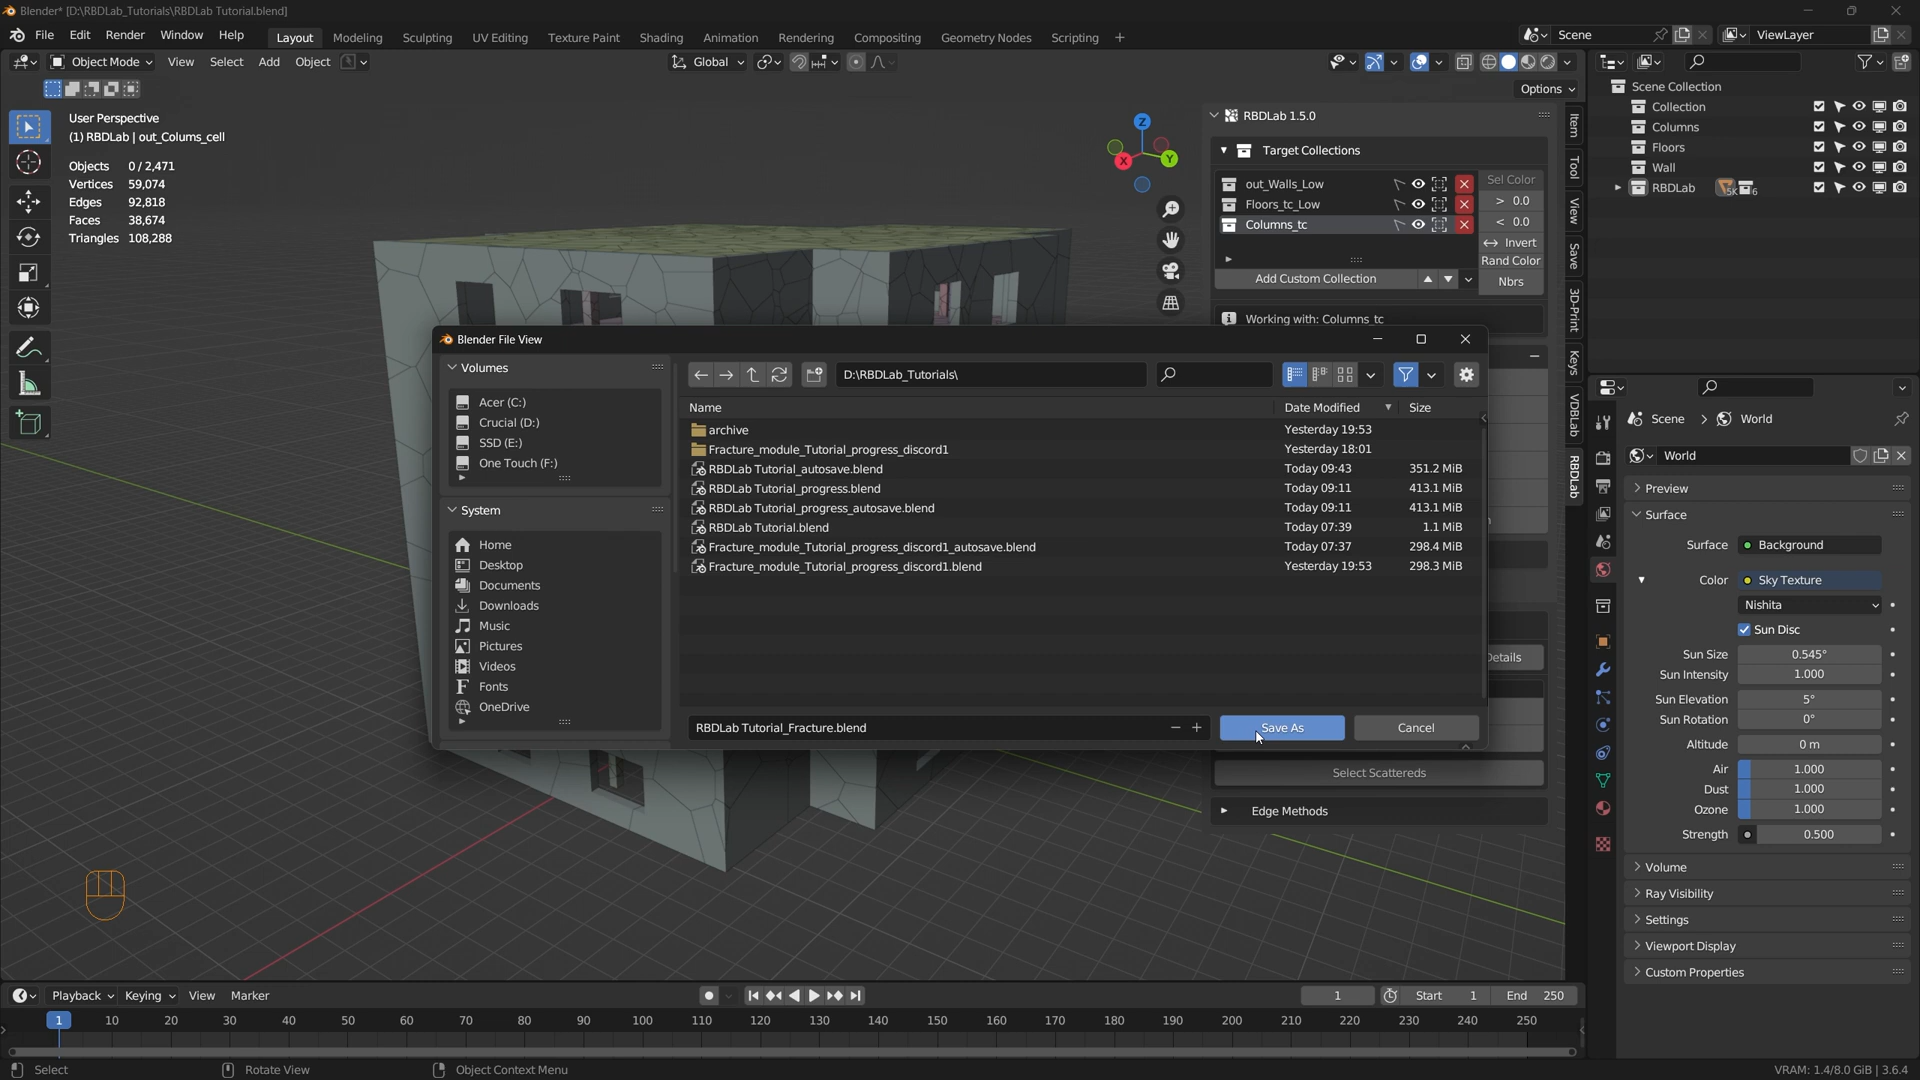 Blender* [D:\RBDLab_Tutorials\RBDLab Tutorial.blend]
File Edit Render Window Help Layout Modeling Sculpting UV Editing Texture Paint Shading Animation Rendering Compositing Geometry Nodes Scripting + Scene ViewLayer
Object Mode View Select Add Object Global
Options
User Perspective
(1) RBDLab | out_Colums_cell
Objects 0 / 2,471
Vertices 59,074
Edges 92,818
Faces 38,674
Triangles 108,288
Z
X
Y
RBDLab 1.5.0
Target Collections
out_Walls_Low
Floors_tc_Low
Columns_tc
Sel Color
> 0.0
< 0.0
Invert
Rand Color
Nbrs
Add Custom Collection
Working with: Columns_tc
Details
Select Scattereds
Edge Methods
Item
Tool
View
Save
3D-Print
Keys
VDBLab
RBDLab
Blender File View
Volumes
Acer (C:)
Crucial (D:)
SSD (E:)
One Touch (F:)
System
Home
Desktop
Documents
Downloads
Music
Pictures
Videos
Fonts
OneDrive
D:\RBDLab_Tutorials\
Name Date Modified Size
archive Yesterday 19:53
Fracture_module_Tutorial_progress_discord1 Yesterday 18:01
RBDLab Tutorial_autosave.blend Today 09:43 351.2 MiB
RBDLab Tutorial_progress.blend Today 09:11 413.1 MiB
RBDLab Tutorial_progress_autosave.blend Today 09:11 413.1 MiB
RBDLab Tutorial.blend Today 07:39 1.1 MiB
Fracture_module_Tutorial_progress_discord1_autosave.blend Today 07:37 298.4 MiB
Fracture_module_Tutorial_progress_discord1.blend Yesterday 19:53 298.3 MiB
RBDLab Tutorial_Fracture.blend Save As Cancel
Scene Collection
Collection
Columns
Floors
Wall
RBDLab 5K 6
Scene > World
World
Preview
Surface
Surface Background
Color Sky Texture
Nishita
Sun Disc
Sun Size 0.545°
Sun Intensity 1.000
Sun Elevation 5°
Sun Rotation 0°
Altitude 0 m
Air 1.000
Dust 1.000
Ozone 1.000
Strength 0.500
Volume
Ray Visibility
Settings
Viewport Display
Custom Properties
Playback Keying View Marker 1 Start 1 End 250
1 10 20 30 40 50 60 70 80 90 100 110 120 130 140 150 160 170 180 190 200 210 220 230 240 250
Select Rotate View Object Context Menu VRAM: 1.4/8.0 GiB | 3.6.4